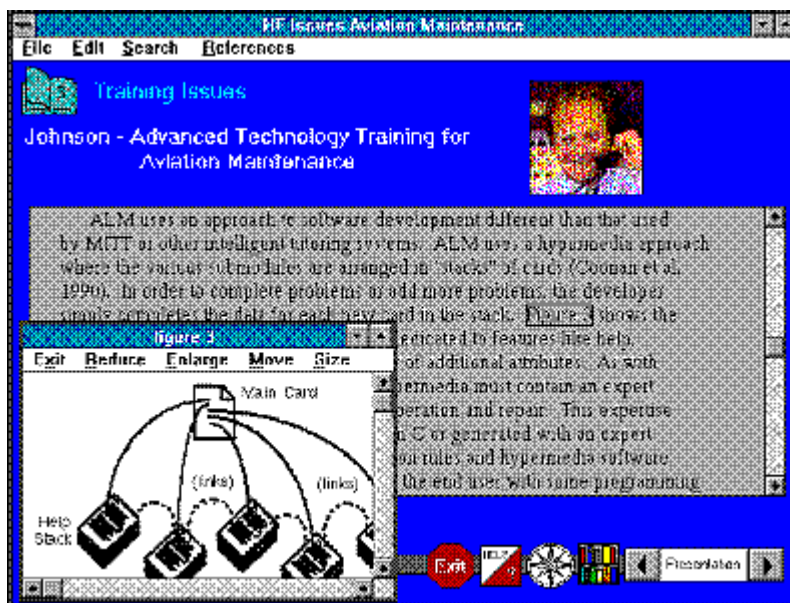 HF Issues Aviation Maintenance
File Edit Search References
Training Issues
Johnson - Advanced Technology Training for
Aviation Maintenance
ALM uses an approach to software development different than that used
by MITT or other intelligent tutoring systems. ALM uses a hypermedia approach
where the various submodules are arranged in "stacks" of cards (Coonan et al.
1990). In order to complete problems or add more problems, the developer
simply completes the data for each new card in the stack. Figure 3 shows the
dedicated to features like help,
of additional attributes. As with
hypermedia must contain an expert
operation and repair. This expertise
C or generated with an expert
rules and hypermedia software
the end user with some programming
figure 3
Exit Reduce Enlarge Move Size
Main Card
(links) (links)
Help
Stack
Exit HELP ? Presentation